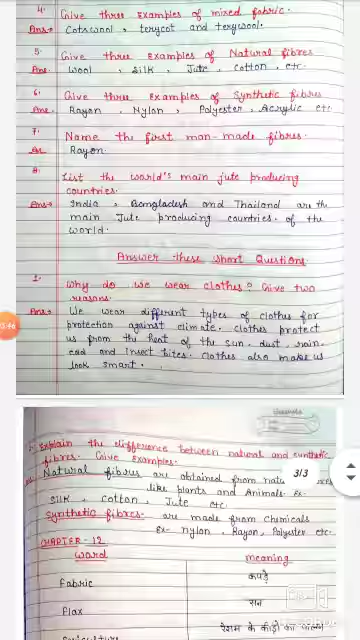 4. Give three examples of mixed fabric.
Ans→ Cotswool, terycot and terywool.
5. Give three Examples of Natural fibres
Ans. Wool, Silk, Jute, Cotton, etc.
6. Give three Examples of Synthetic fibres
Ans. Rayon, Nylon, Polyester, Acrylic etc.
7. Name the first man-made fibres.
Rayon.
8. List the world's main jute producing
countries.
Ans→ India, Bangladesh and Thailand are the
main Jute producing countries of the
world.
Answer these short Questions
1. Why do we wear clothes? Give two
reasons.
Ans: We wear different types of clothes for
protection against climate. Clothes protect
us from the heat of the sun, dust, rain
and Insect bites. Clothes also make us
look smart.
Explain the difference between natural and synthetic
fibres. Give Examples.
Natural fibres are obtained from
like plants and Animals. Ex-
Silk, Cotton, Jute etc.
Synthetic fibres are made from chemicals
Ex- Nylon, Rayon, Polyester etc.
3/3
CHAPTER-12
Word meaning
Fabric कपड़े
Flax सन
रेशम के कीड़ों का